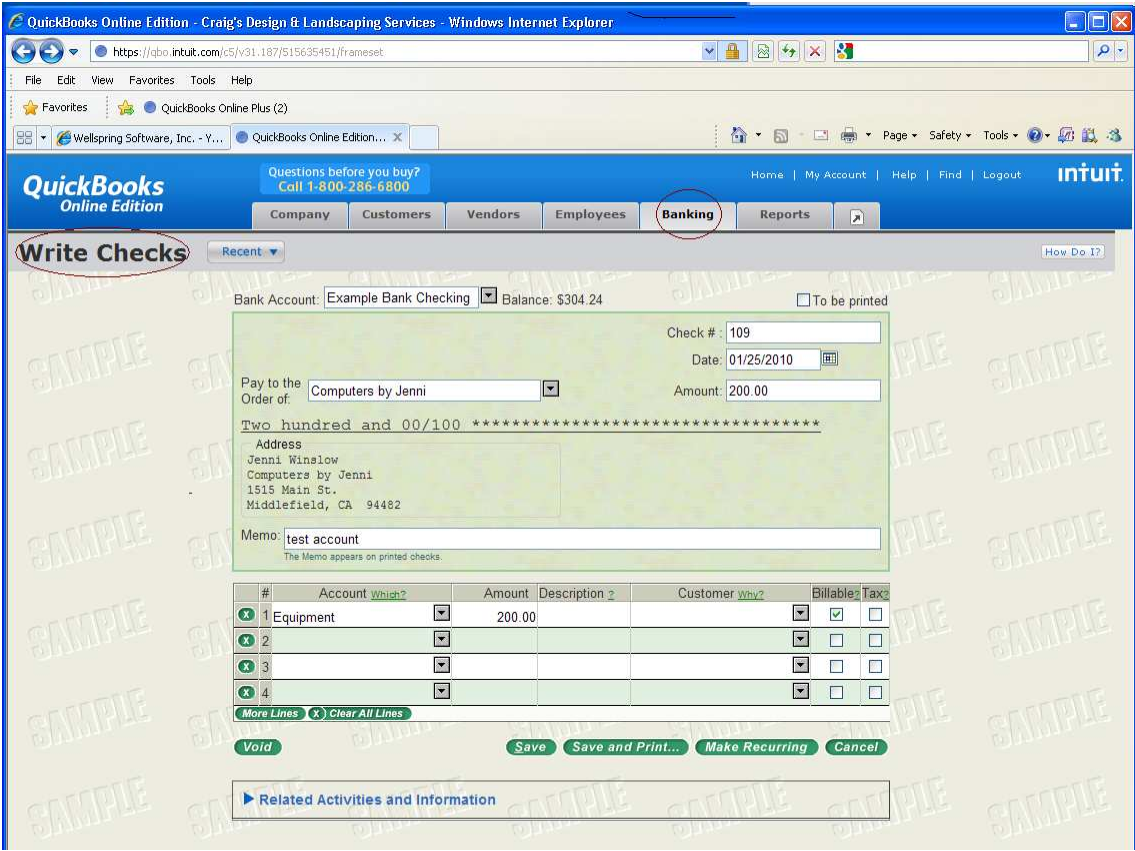 QuickBooks Online Edition - Craig's Design & Landscaping Services - Windows Internet Explorer
https://qbo.intuit.com/c5/v31.187/515635451/frameset
File Edit View Favorites Tools Help
Favorites QuickBooks Online Plus (2)
Wellspring Software, Inc. - Y... QuickBooks Online Edition... X Page Safety Tools
Questions before you buy?
Call 1-800-286-6800
Home | My Account | Help | Find | Logout
intuit.
QuickBooks
Online Edition
Company Customers Vendors Employees Banking Reports
Write Checks Recent How Do I?
Bank Account: Example Bank Checking Balance: $304.24 To be printed
Check # : 109
Date: 01/25/2010
Pay to the
Order of: Computers by Jenni Amount: 200.00
Two hundred and 00/100 ***********************************
Address
Jenni Winslow
Computers by Jenni
1515 Main St.
Middlefield, CA 94482
Memo: test account
The Memo appears on printed checks.
# Account Which? Amount Description ? Customer Why? Billable? Tax?
X 1 Equipment 200.00
X 2
X 3
X 4
More Lines X Clear All Lines
Void Save Save and Print... Make Recurring Cancel
Related Activities and Information
SAMPLE